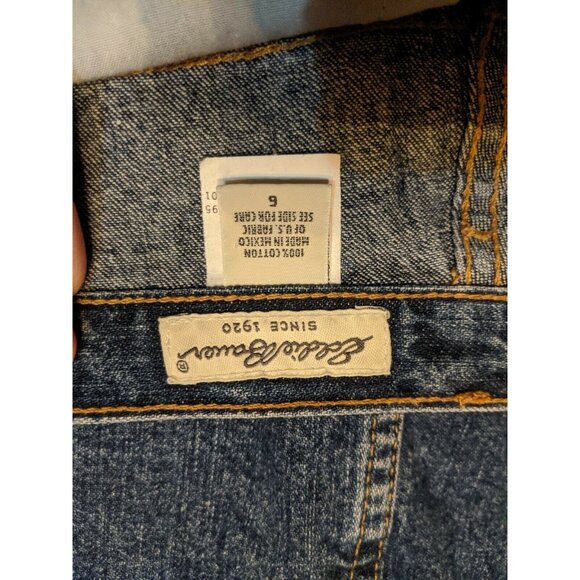 Eddie Bauer®
SINCE 1920
100% COTTON
MADE IN MEXICO
OF U.S. FABRIC
SEE SIDE FOR CARE
6